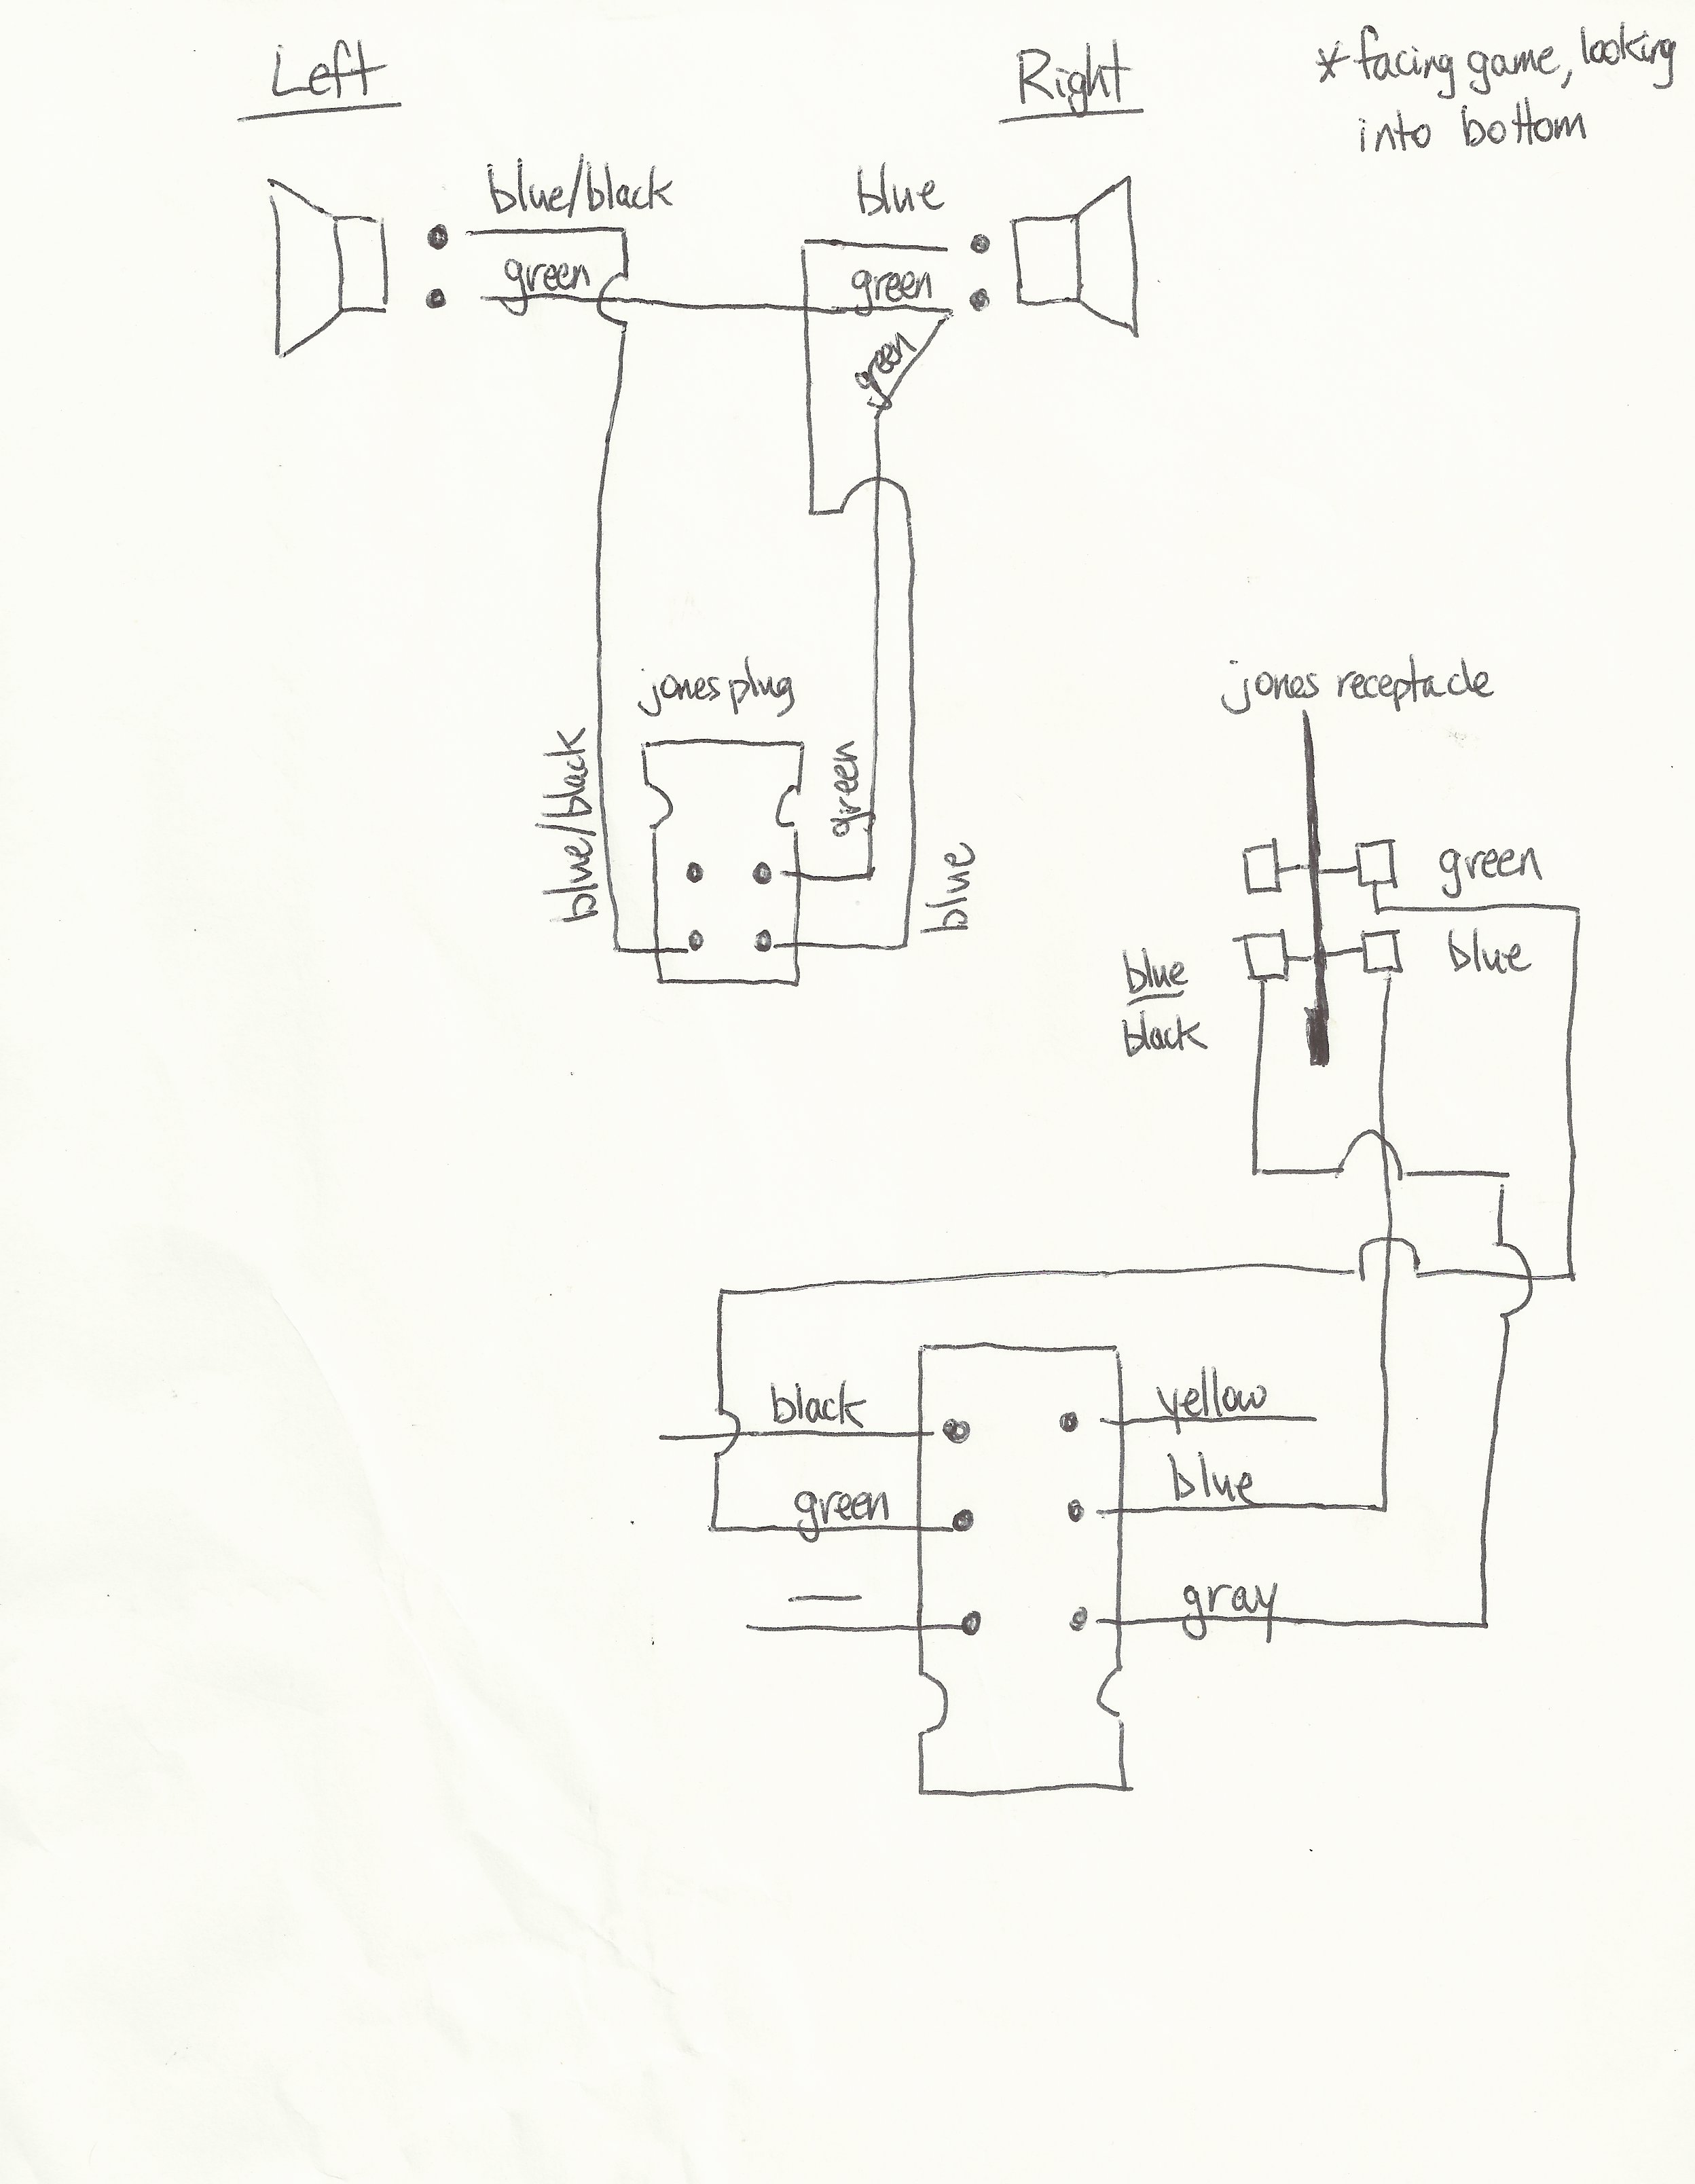 Left
Right
* facing game, looking
into bottom
blue/black
blue
green
green
green
jones plug
jones receptacle
blue/black
green
blue
green
blue
blue
black
black
yellow
green
blue
gray